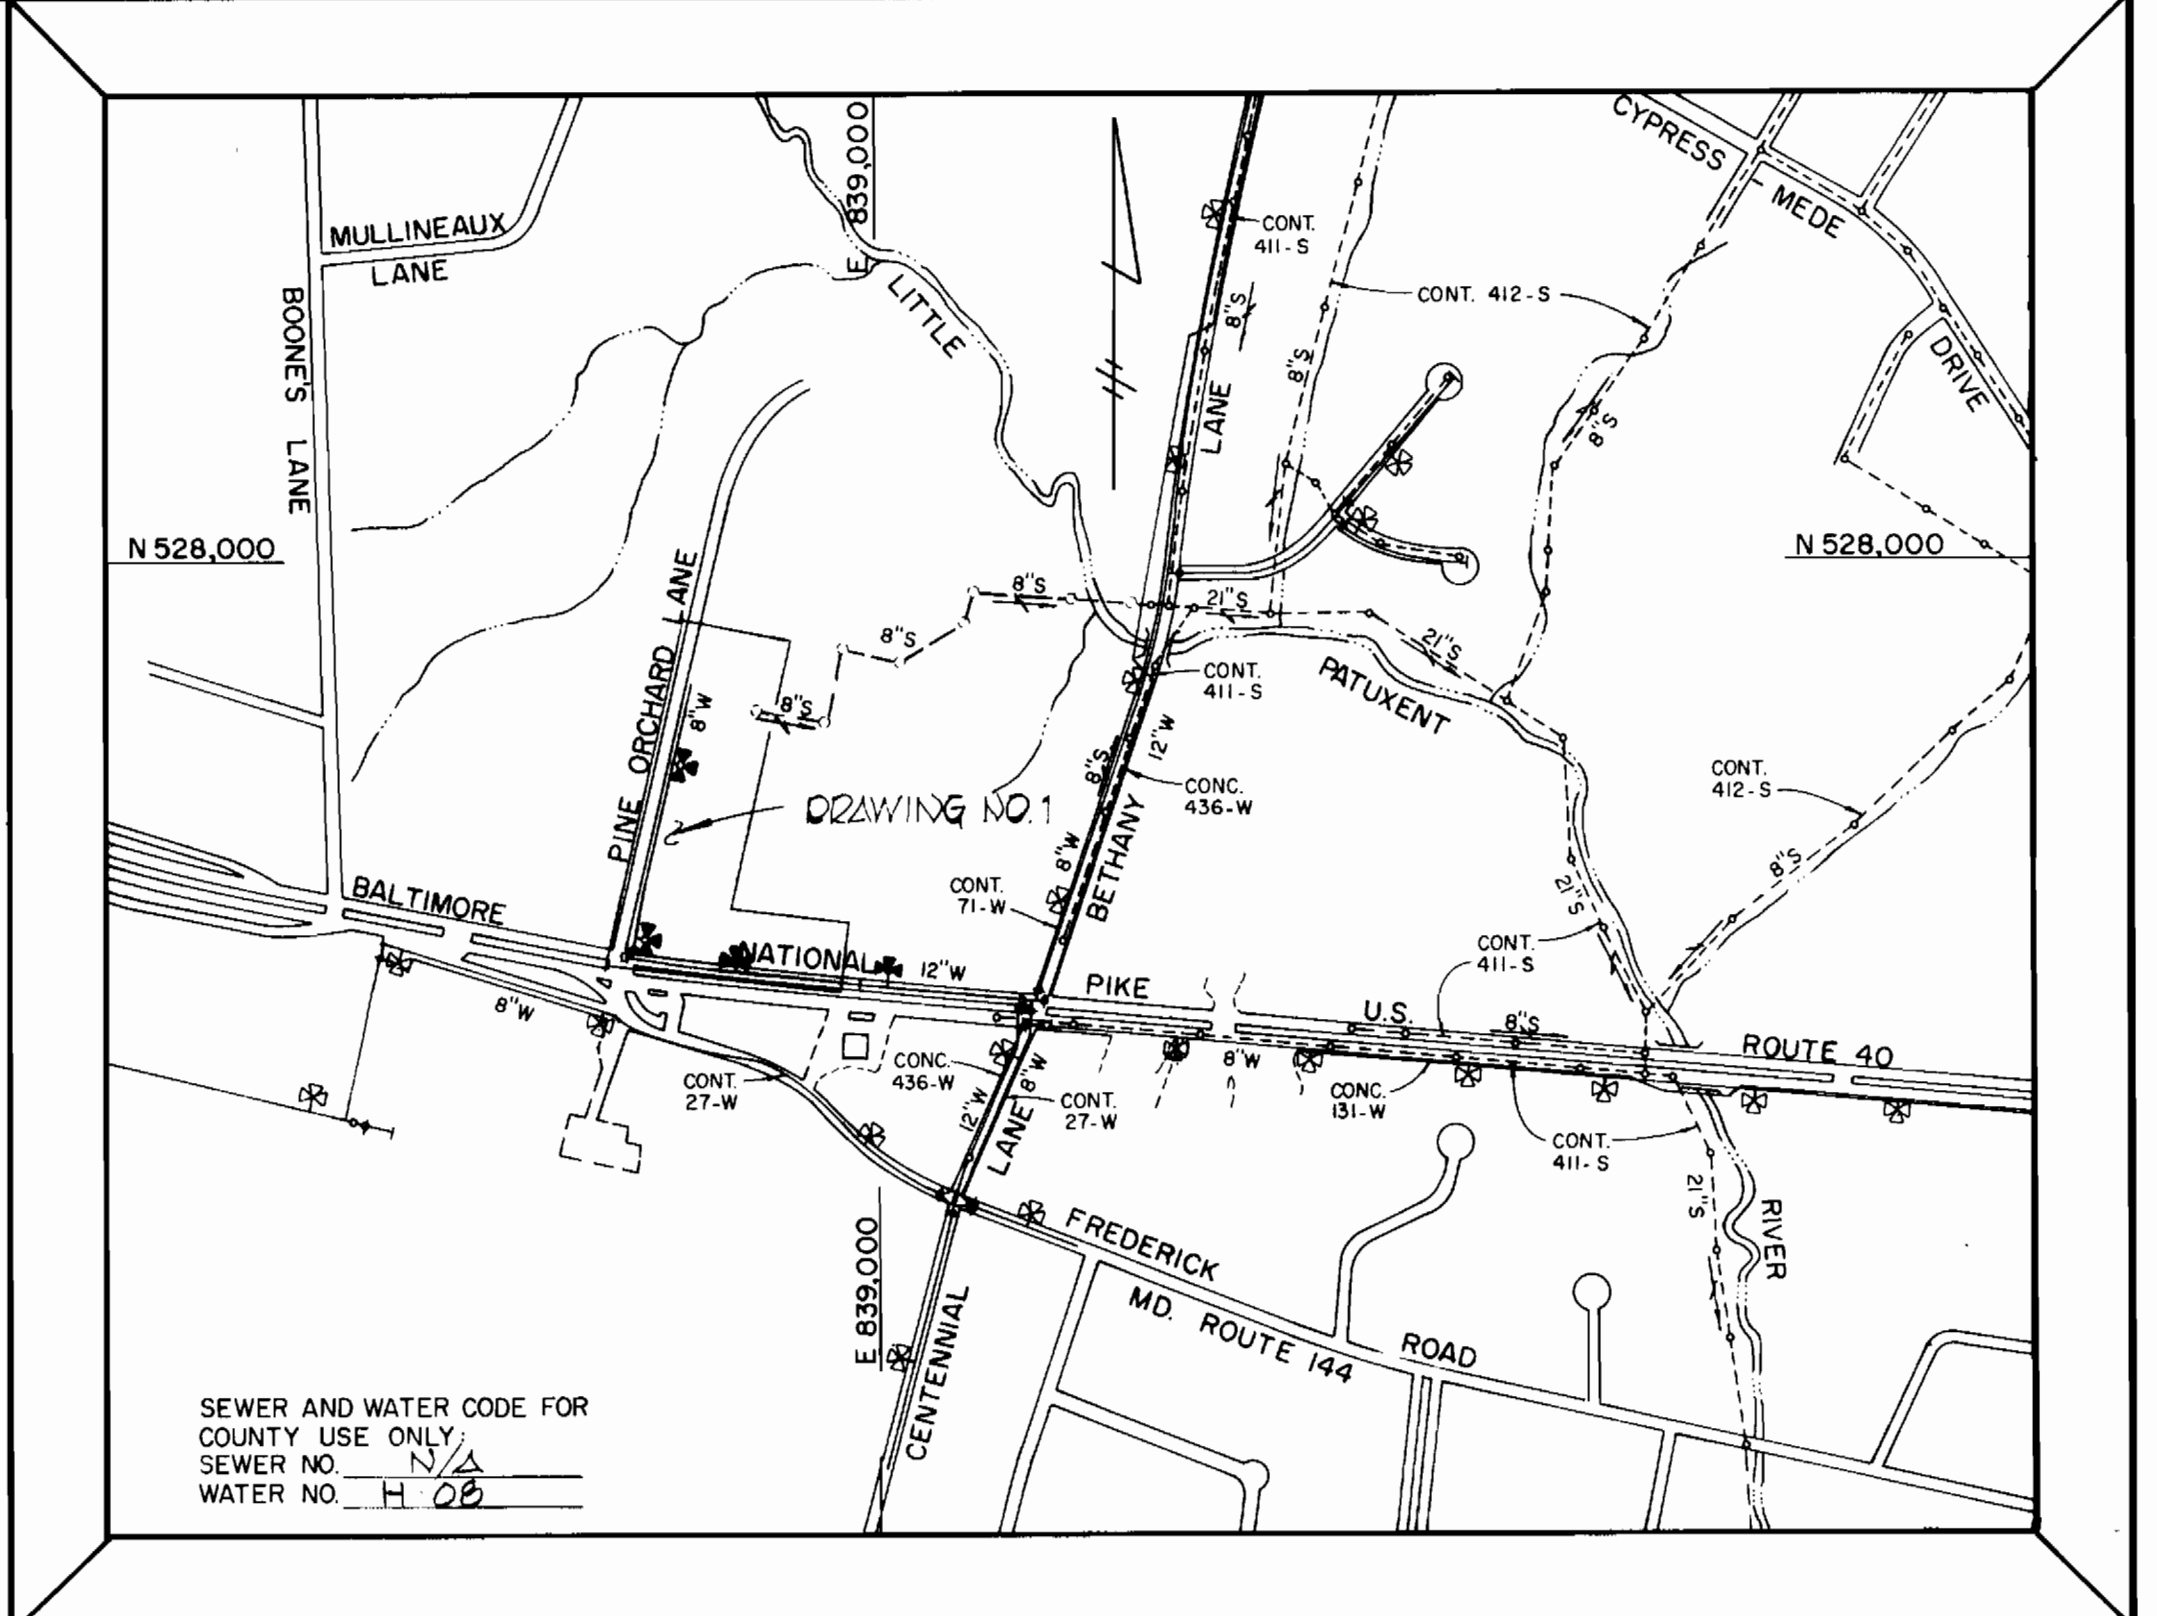 CYPRESS
MEDE
DRIVE
E 839,000
MULLINEAUX
LANE
BOONE'S LANE
LITTLE
CONT.
411-S
8"S
CONT. 412-S
8"S
LANE
8"S
N 528,000
N 528,000
8"S
21"S
8"S
21"S
PINE ORCHARD LANE
8"W
8"S
CONT.
411-S
PATUXENT
12"W
8"S
CONC.
436-W
CONT.
412-S
DRAWING NO. 1
BETHANY
8"W
8"S
21"S
CONT.
71-W
BALTIMORE
NATIONAL
12"W
PIKE
CONT.
411-S
U.S.
8"S
ROUTE 40
8"W
8"W
CONC.
436-W
8"W
CONT.
27-W
12"W
LANE
CONT.
27-W
CONC.
131-W
CONT.
411-S
21"S
RIVER
E 839,000
FREDERICK
MD. ROUTE 144
ROAD
CENTENNIAL
SEWER AND WATER CODE FOR
COUNTY USE ONLY:
SEWER NO. N/A
WATER NO. H 08